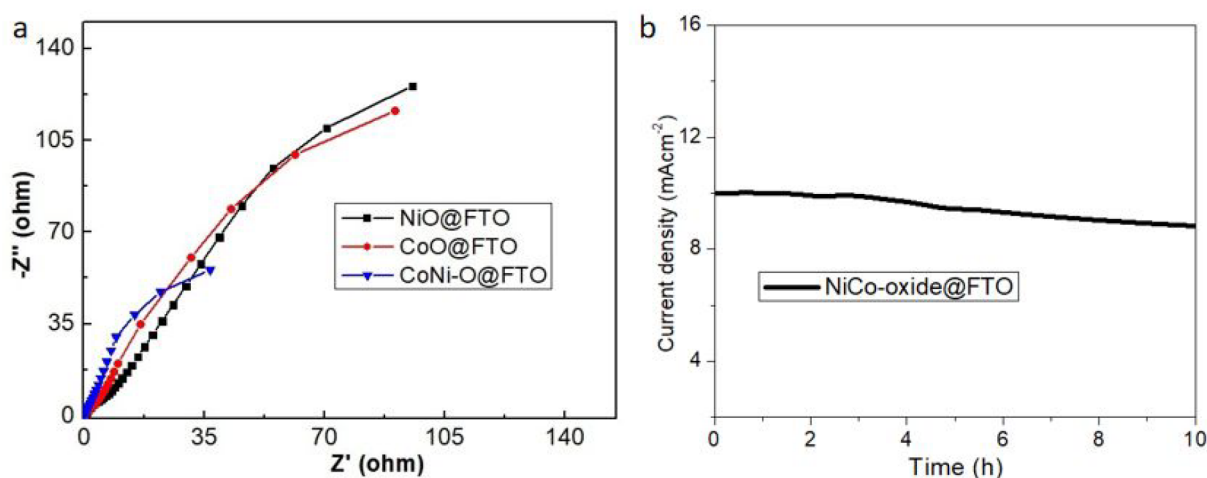 a
140
105
70
35
0
-Z" (ohm)
NiO@FTO
CoO@FTO
CoNi-O@FTO
0 35 70 105 140
Z' (ohm)
b
16
12
8
4
Current density (mAcm⁻²)
NiCo-oxide@FTO
0 2 4 6 8 10
Time (h)